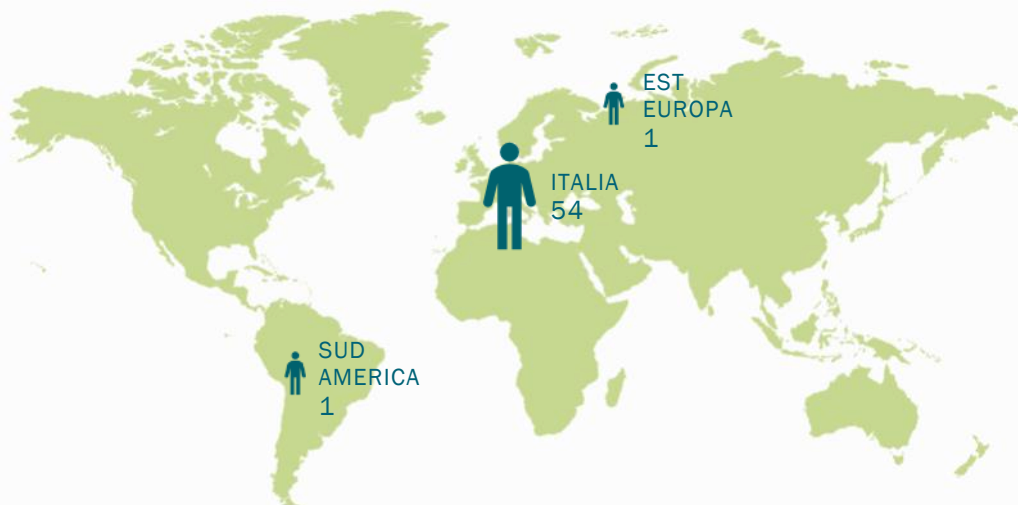 EST
EUROPA
1
ITALIA
54
SUD
AMERICA
1